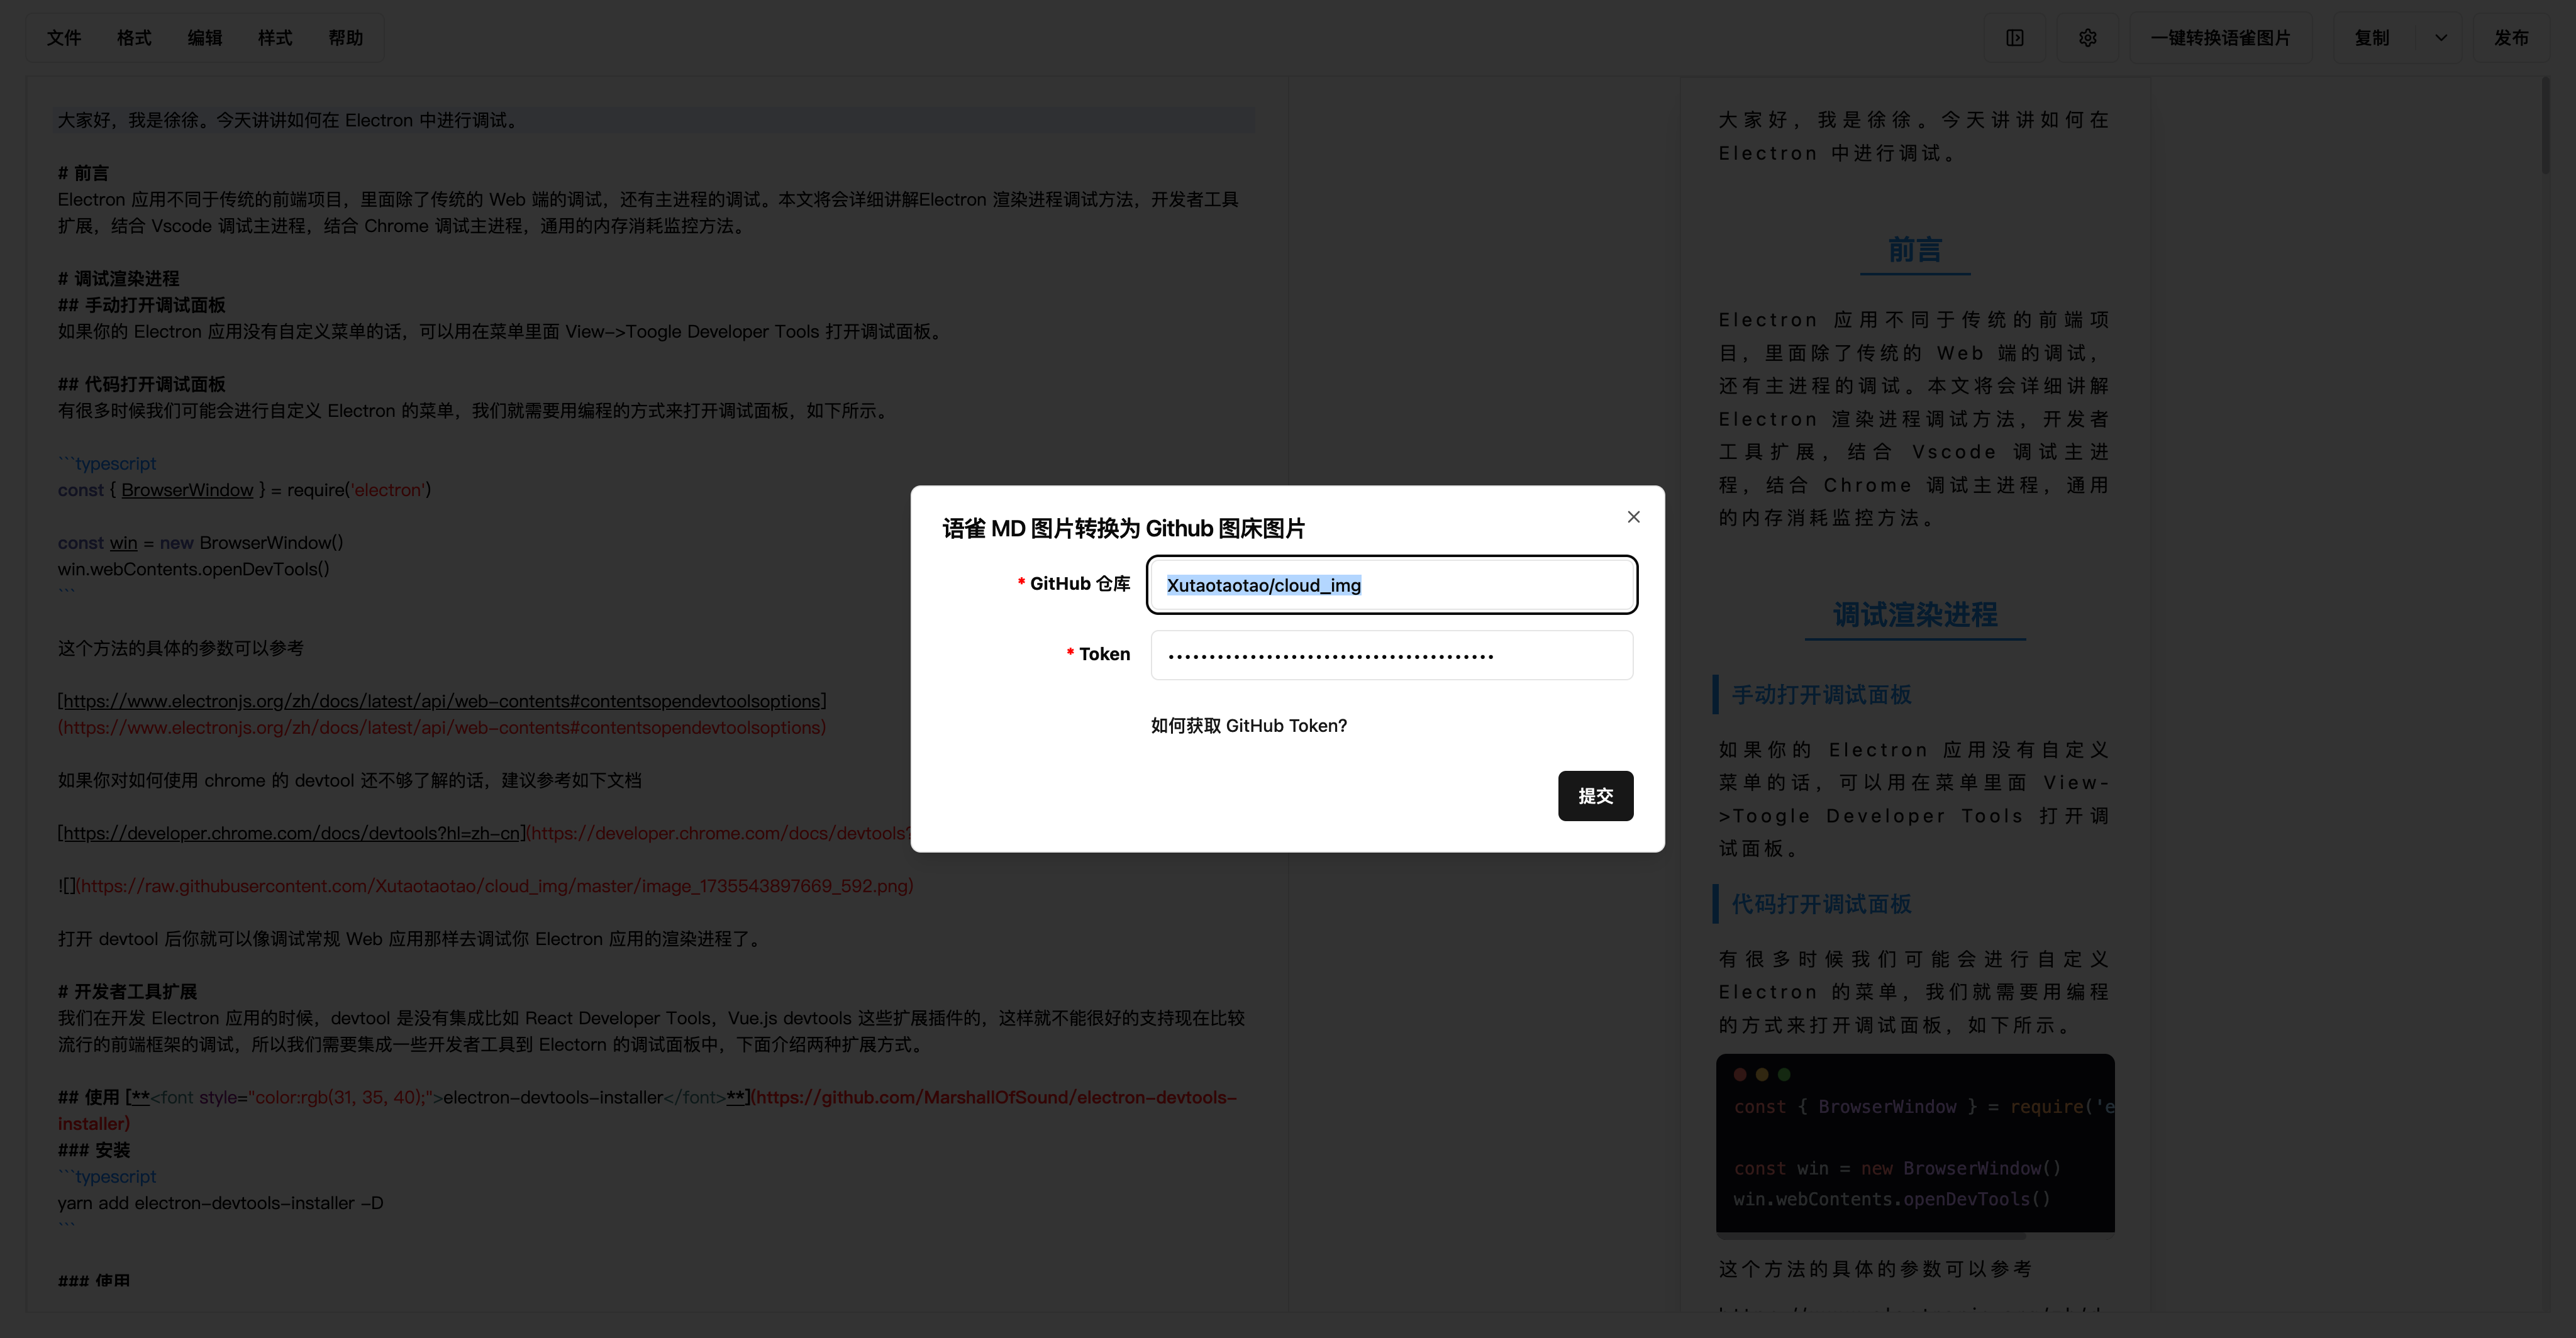 文件 格式 编辑 样式 帮助
一键转换语雀图片 复制 发布
大家好，我是徐徐。今天讲讲如何在 Electron 中进行调试。
# 前言
Electron 应用不同于传统的前端项目，里面除了传统的 Web 端的调试，还有主进程的调试。本文将会详细讲解Electron 渲染进程调试方法，开发者工具
扩展，结合 Vscode 调试主进程，结合 Chrome 调试主进程，通用的内存消耗监控方法。
# 调试渲染进程
## 手动打开调试面板
如果你的 Electron 应用没有自定义菜单的话，可以用在菜单里面 View->Toogle Developer Tools 打开调试面板。
## 代码打开调试面板
有很多时候我们可能会进行自定义 Electron 的菜单，我们就需要用编程的方式来打开调试面板，如下所示。
```typescript
const { BrowserWindow } = require('electron')
const win = new BrowserWindow()
win.webContents.openDevTools()
```
这个方法的具体的参数可以参考
[https://www.electronjs.org/zh/docs/latest/api/web-contents#contentsopendevtoolsoptions]
(https://www.electronjs.org/zh/docs/latest/api/web-contents#contentsopendevtoolsoptions)
如果你对如何使用 chrome 的 devtool 还不够了解的话，建议参考如下文档
[https://developer.chrome.com/docs/devtools?hl=zh-cn](https://developer.chrome.com/docs/devtools?
![](https://raw.githubusercontent.com/Xutaotaotao/cloud_img/master/image_1735543897669_592.png)
打开 devtool 后你就可以像调试常规 Web 应用那样去调试你 Electron 应用的渲染进程了。
# 开发者工具扩展
我们在开发 Electron 应用的时候，devtool 是没有集成比如 React Developer Tools，Vue.js devtools 这些扩展插件的，这样就不能很好的支持现在比较
流行的前端框架的调试，所以我们需要集成一些开发者工具到 Electorn 的调试面板中，下面介绍两种扩展方式。
## 使用 [**<font style="color:rgb(31, 35, 40);">electron-devtools-installer</font>**](https://github.com/MarshallOfSound/electron-devtools-
installer)
### 安装
```typescript
yarn add electron-devtools-installer -D
```
### 使用
语雀 MD 图片转换为 Github 图床图片
* GitHub 仓库
Xutaotaotao/cloud_img
* Token
••••••••••••••••••••••••••••••••••••••••
如何获取 GitHub Token?
提交
大家好，我是徐徐。今天讲讲如何在
Electron 中进行调试。
前言
Electron 应用不同于传统的前端项
目，里面除了传统的 Web 端的调试，
还有主进程的调试。本文将会详细讲解
Electron 渲染进程调试方法，开发者
工具扩展，结合 Vscode 调试主进
程，结合 Chrome 调试主进程，通用
的内存消耗监控方法。
调试渲染进程
手动打开调试面板
如果你的 Electron 应用没有自定义
菜单的话，可以用在菜单里面 View-
>Toogle Developer Tools 打开调
试面板。
代码打开调试面板
有很多时候我们可能会进行自定义
Electron 的菜单，我们就需要用编程
的方式来打开调试面板，如下所示。
const { BrowserWindow } = require('e
const win = new BrowserWindow()
win.webContents.openDevTools()
这个方法的具体的参数可以参考